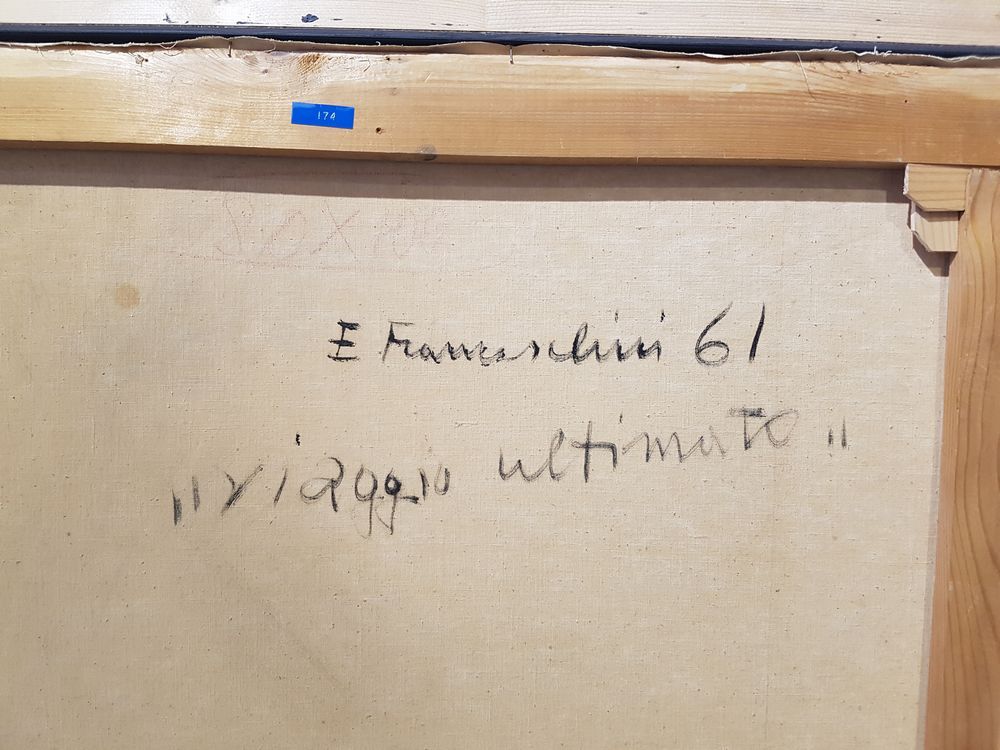 174
E Franceschini 61
"viaggio ultimato"